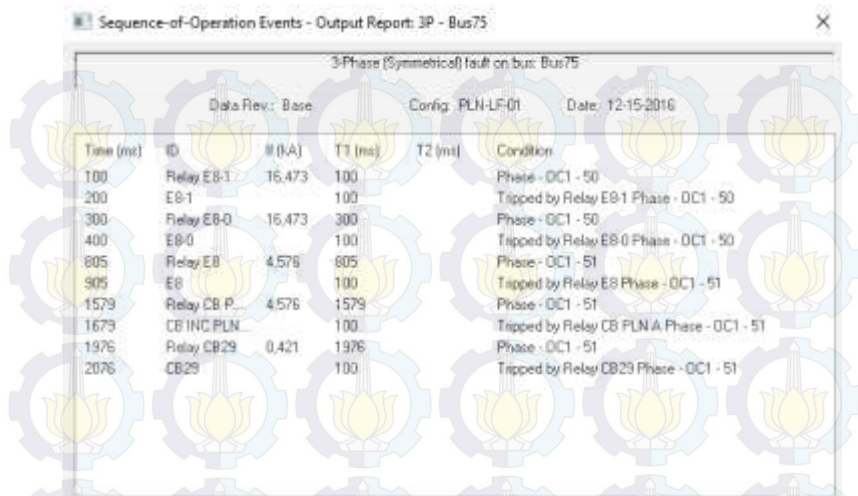 Sequence-of-Operation Events - Output Report: 3P - Bus75
3-Phase (Symmetrical) fault on bus: Bus75
Data Rev.: Base Config: PLN-LF-01 Date: 12-15-2016
Time (ms) ID If (kA) T1 (ms) T2 (ms) Condition
100 Relay E8-1 16,473 100 Phase - OC1 - 50
200 E8-1 100 Tripped by Relay E8-1 Phase - OC1 - 50
300 Relay E8-0 16,473 300 Phase - OC1 - 50
400 E8-0 100 Tripped by Relay E8-0 Phase - OC1 - 50
805 Relay E8 4,576 805 Phase - OC1 - 51
905 E8 100 Tripped by Relay E8 Phase - OC1 - 51
1579 Relay CB P... 4,576 1579 Phase - OC1 - 51
1679 CB INC PLN... 100 Tripped by Relay CB PLN A Phase - OC1 - 51
1976 Relay CB29 0,421 1976 Phase - OC1 - 51
2076 CB29 100 Tripped by Relay CB29 Phase - OC1 - 51